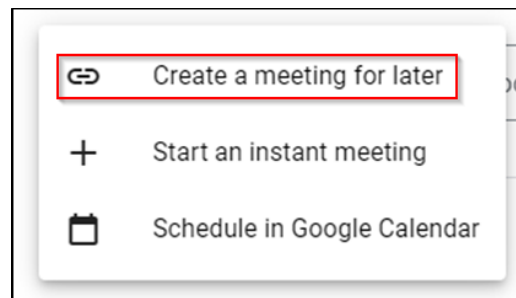 Create a meeting for later
Start an instant meeting
Schedule in Google Calendar